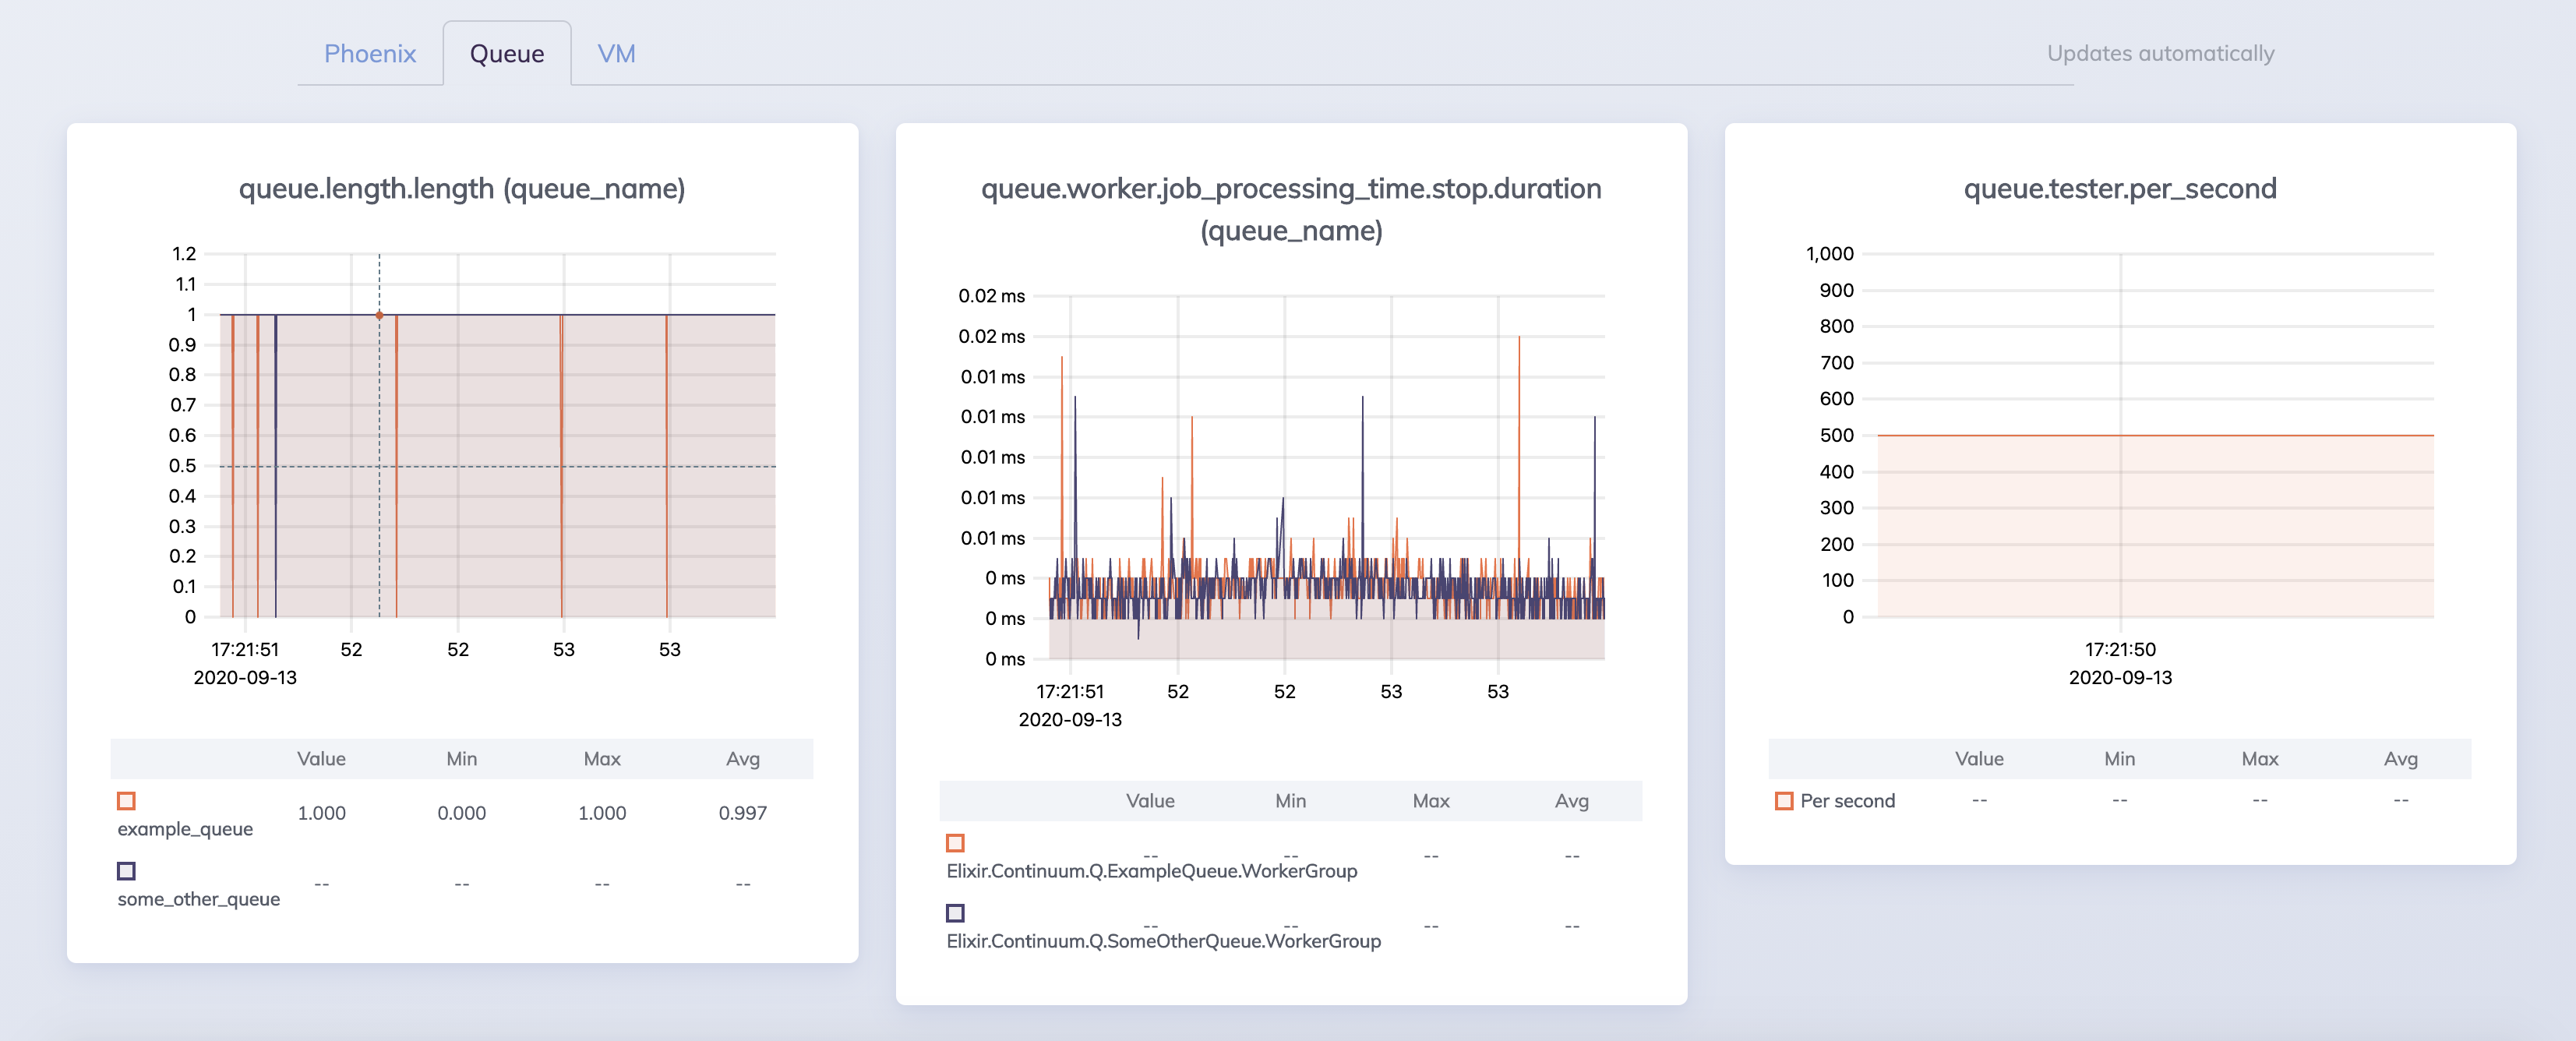 Phoenix Queue VM Updates automatically
queue.length.length (queue_name)
1.2
1.1
1
0.9
0.8
0.7
0.6
0.5
0.4
0.3
0.2
0.1
0
17:21:51 52 52 53 53
2020-09-13
Value Min Max Avg
example_queue 1.000 0.000 1.000 0.997
some_other_queue -- -- -- --
queue.worker.job_processing_time.stop.duration
(queue_name)
0.02 ms
0.02 ms
0.01 ms
0.01 ms
0.01 ms
0.01 ms
0.01 ms
0 ms
0 ms
0 ms
17:21:51 52 52 53 53
2020-09-13
Value Min Max Avg
Elixir.Continuum.Q.ExampleQueue.WorkerGroup -- -- -- --
Elixir.Continuum.Q.SomeOtherQueue.WorkerGroup -- -- -- --
queue.tester.per_second
1,000
900
800
700
600
500
400
300
200
100
0
17:21:50
2020-09-13
Value Min Max Avg
Per second -- -- -- --